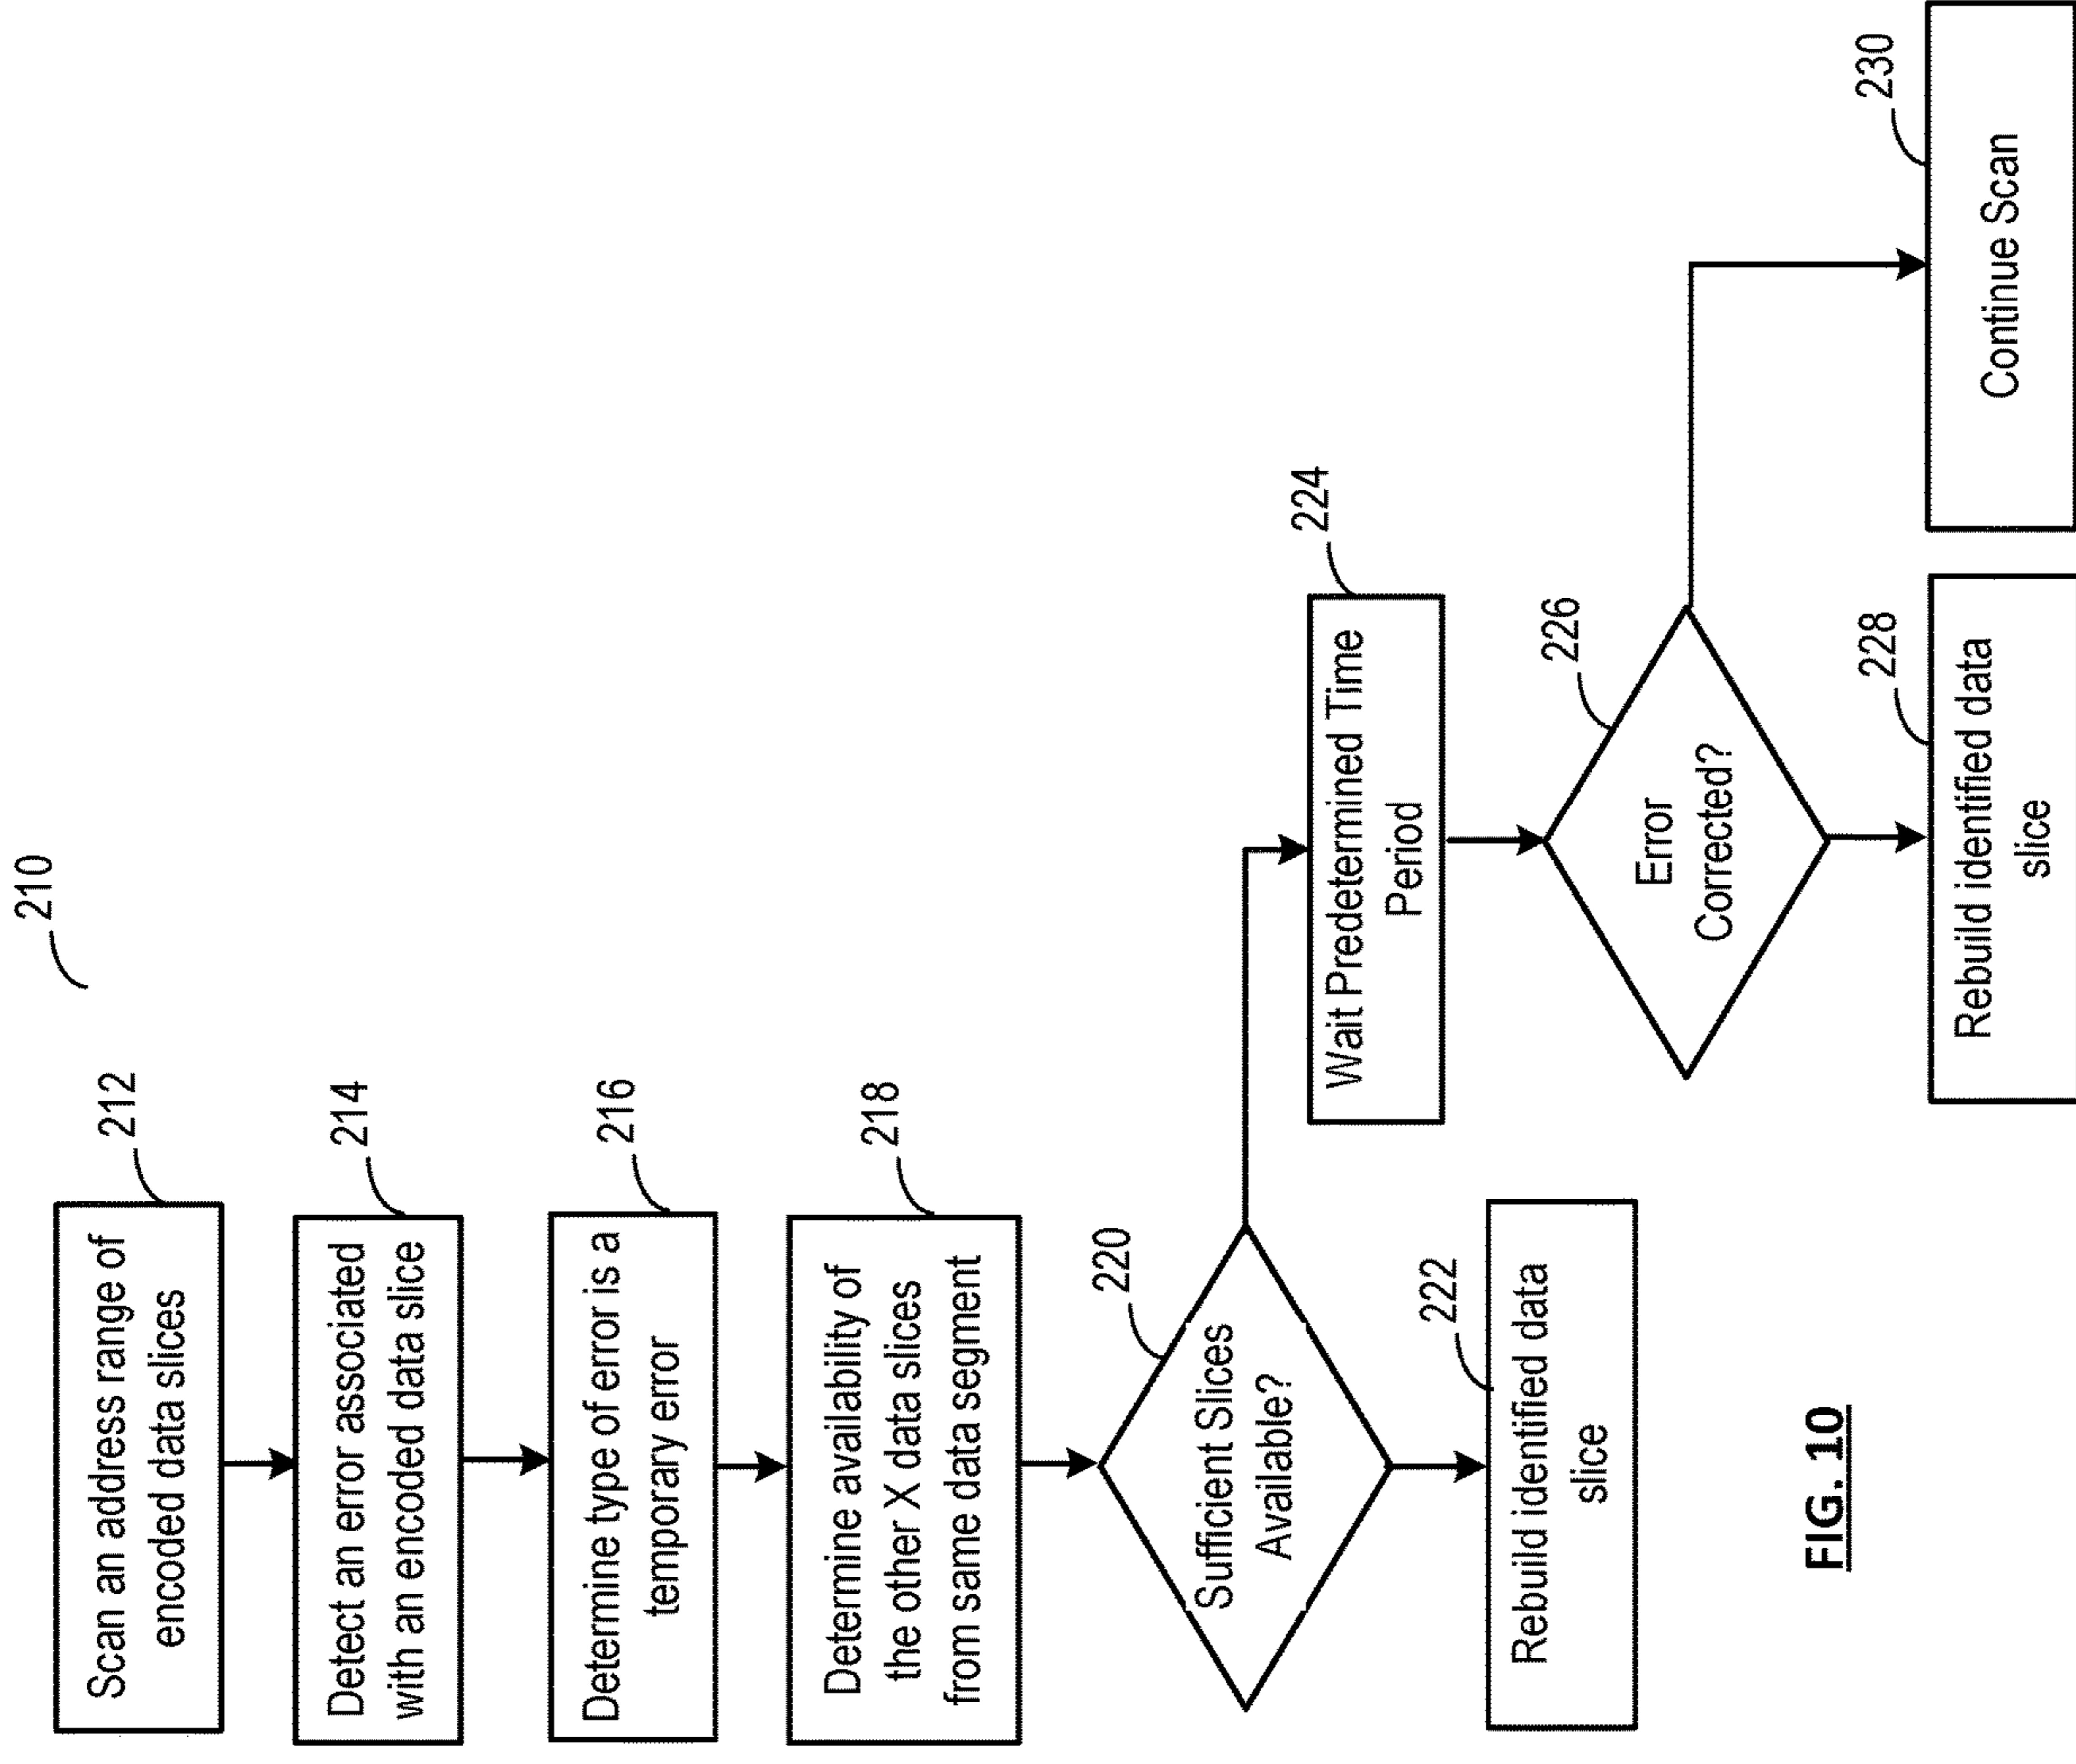 210
212
Scan an address range of
encoded data slices
214
Detect an error associated
with an encoded data slice
216
Determine type of error is a
temporary error
218
Determine availability of
the other X data slices
from same data segment
220
Sufficient Slices
Available?
222
Rebuild identified data
slice
224
Wait Predetermined Time
Period
226
Error
Corrected?
228
Rebuild identified data
slice
230
Continue Scan
FIG. 10